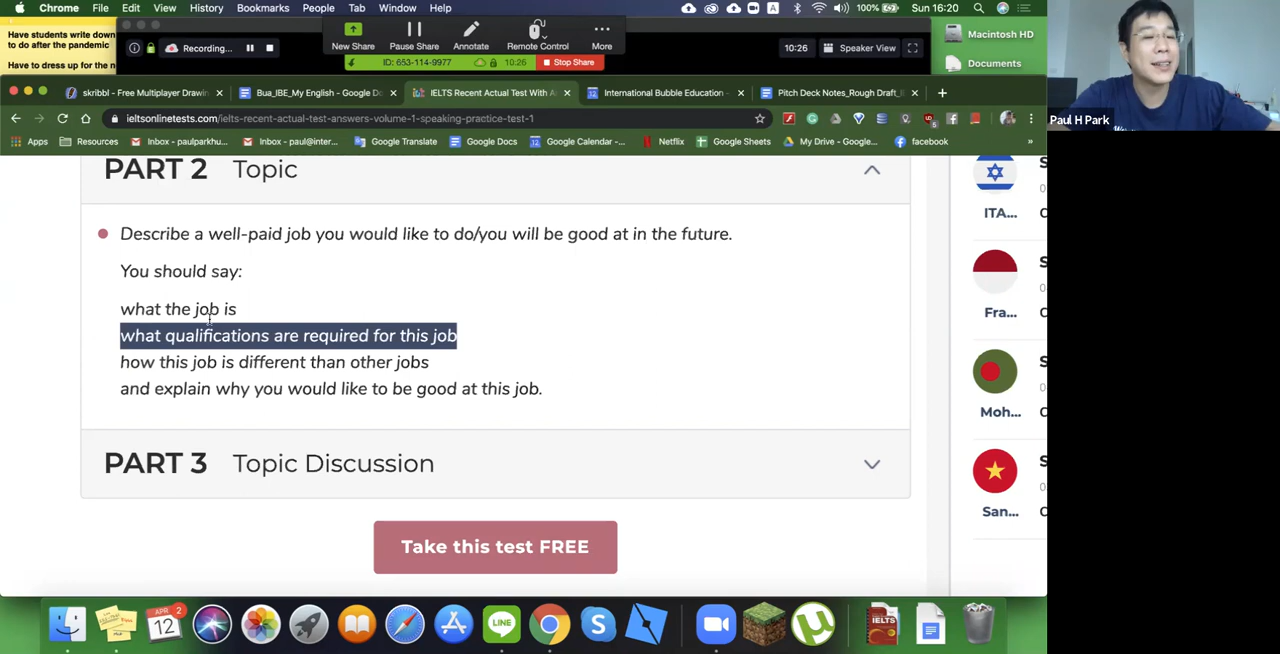 Chrome File Edit View History Bookmarks People Tab Window Help
100% Sun 16:20
Have students write down
to do after the pandemic
Have to dress up for the n
Recording...
New Share Pause Share Annotate Remote Control More
ID: 653-114-9977 10:26 Stop Share
10:26 Speaker View
Macintosh HD
Documents
Paul H Park
skribbl - Free Multiplayer Drawin
Bua_IBE_My English - Google Do
IELTS Recent Actual Test With A
International Bubble Education -
Pitch Deck Notes_Rough Draft_I
ieltsonlinetests.com/ielts-recent-actual-test-answers-volume-1-speaking-practice-test-1
Apps Resources Inbox - paulparkhu... Inbox - paul@inter... Google Translate Google Docs Google Calendar -... Netflix Google Sheets My Drive - Google... facebook »
PART 2 Topic
Describe a well-paid job you would like to do/you will be good at in the future.
You should say:
what the job is
what qualifications are required for this job
how this job is different than other jobs
and explain why you would like to be good at this job.
PART 3 Topic Discussion
Take this test FREE
ITA...
Fra...
Moh...
San...
APR 2
12
LINE
IELTS